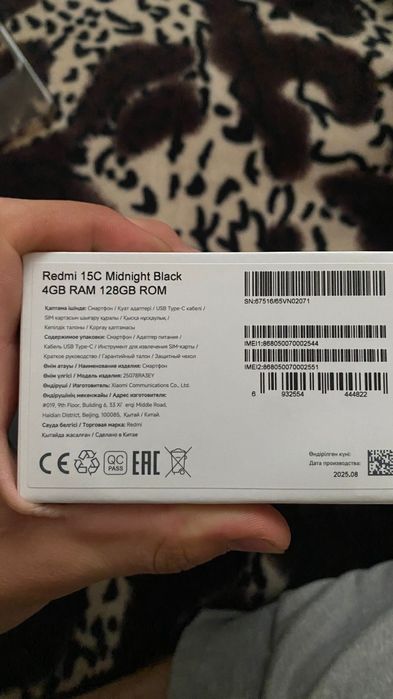 Redmi 15C Midnight Black
4GB RAM 128GB ROM
Қаптама ішінде: Смартфон / Қуат адаптері / USB Type-C кабелі /
SIM картасын шығару құралы / Қысқа нұсқаулық /
Кепілдік талоны / Қорғау қаптамасы
Содержимое упаковки: Смартфон / Адаптер питания /
Кабель USB Type-C / Инструмент для извлечения SIM-карты /
Краткое руководство / Гарантийный талон / Защитный чехол
Өнім атауы / Наименование изделия: Смартфон
Өнім үлгісі / Модель изделия: 25078RA3EY
Өндіруші / Изготовитель: Xiaomi Communications Co., Ltd.
Өндірушінің мекенжайы / Адрес изготовителя:
#019, 9th Floor, Building 6, 33 Xi'erqi Middle Road,
Haidian District, Beijing, 100085, Қытай / Китай.
Сауда белгісі / Торговая марка: Redmi
Қытайда жасалған / Сделано в Китае
CE
QC PASS
EAC
SN:67516/65VN02071
IMEI1:868050070002544
IMEI2:868050070002551
6 932554 444822
Өндірілген күні:
Дата производства:
2025.08